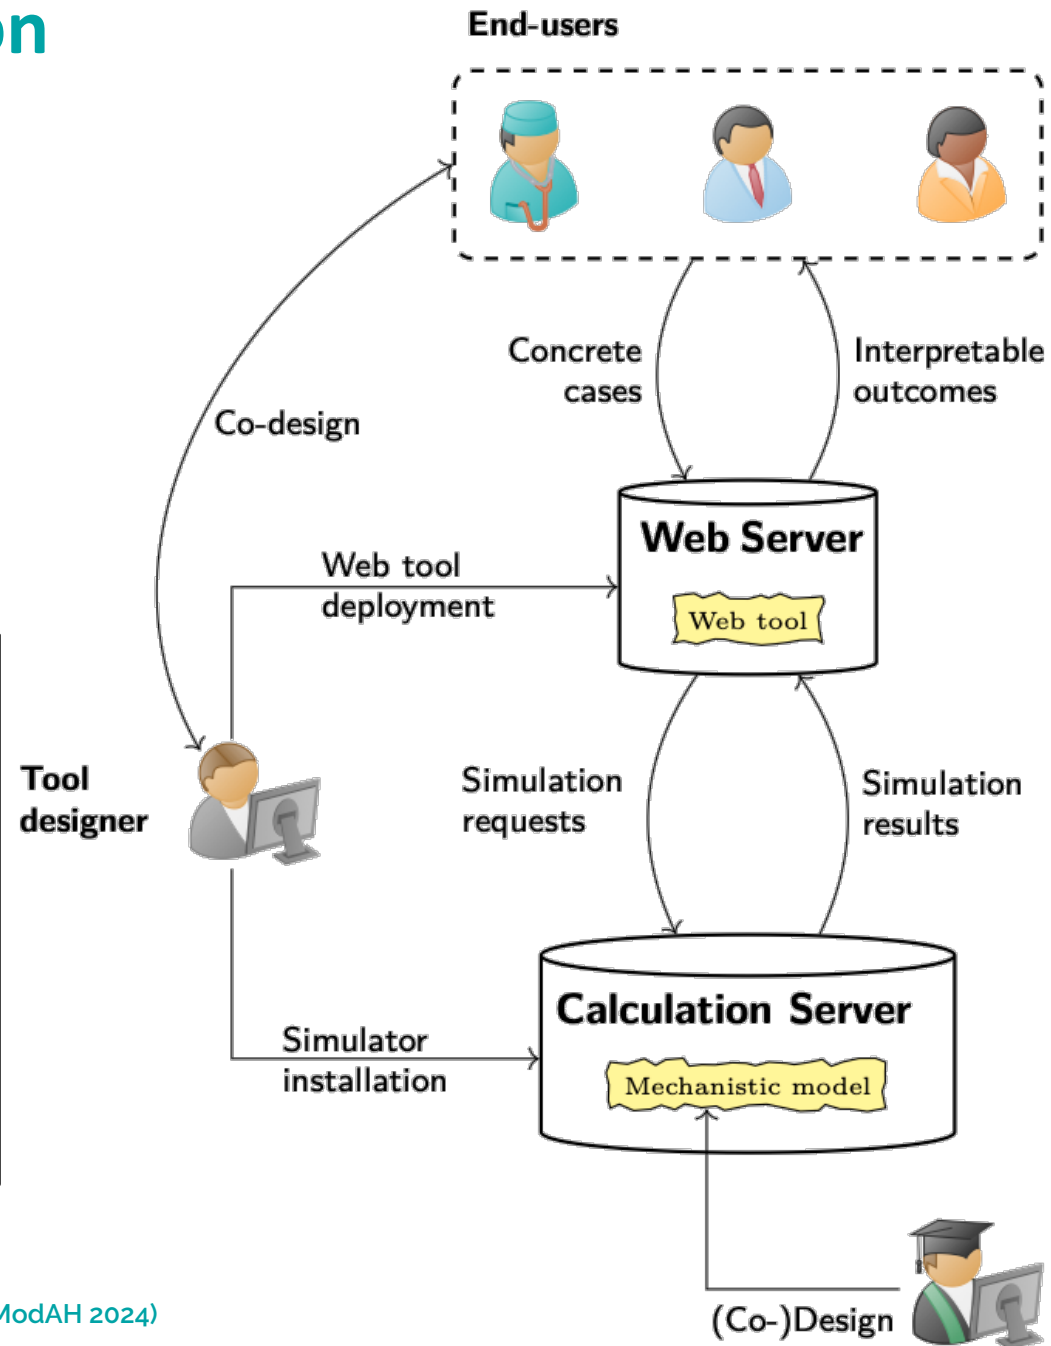 on
End-users
Concrete
cases
Interpretable
outcomes
Co-design
Web Server
Web tool
deployment
Web tool
Tool
designer
Simulation
requests
Simulation
results
Calculation Server
Simulator
installation
Mechanistic model
(Co-)Design
ModAH 2024)